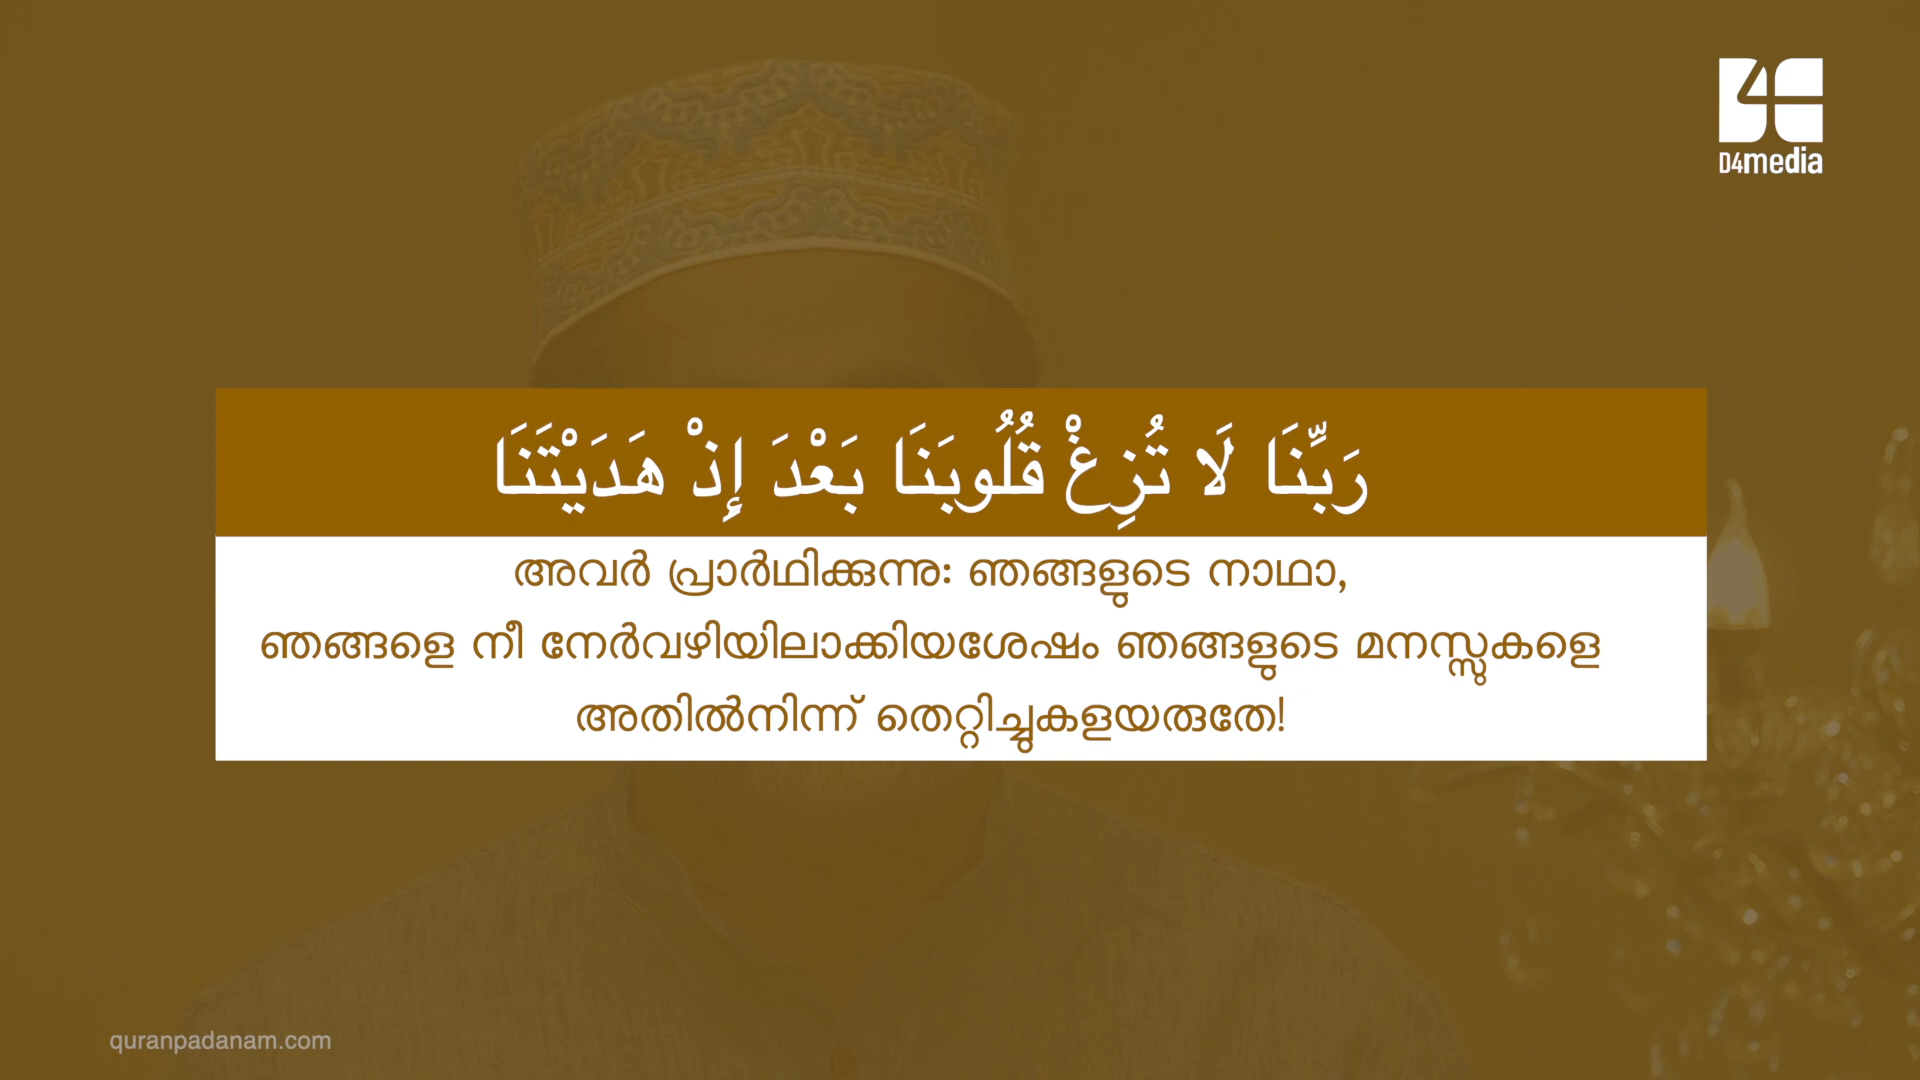 D4media
رَبَّنَا لَا تُزِغْ قُلُوبَنَا بَعْدَ إِذْ هَدَيْتَنَا
അവർ പ്രാർഥിക്കുന്നു: ഞങ്ങളുടെ നാഥാ,
ഞങ്ങളെ നീ നേർവഴിയിലാക്കിയശേഷം ഞങ്ങളുടെ മനസ്സുകളെ
അതിൽനിന്ന് തെറ്റിച്ചുകളയരുതേ!
quranpadanam.com